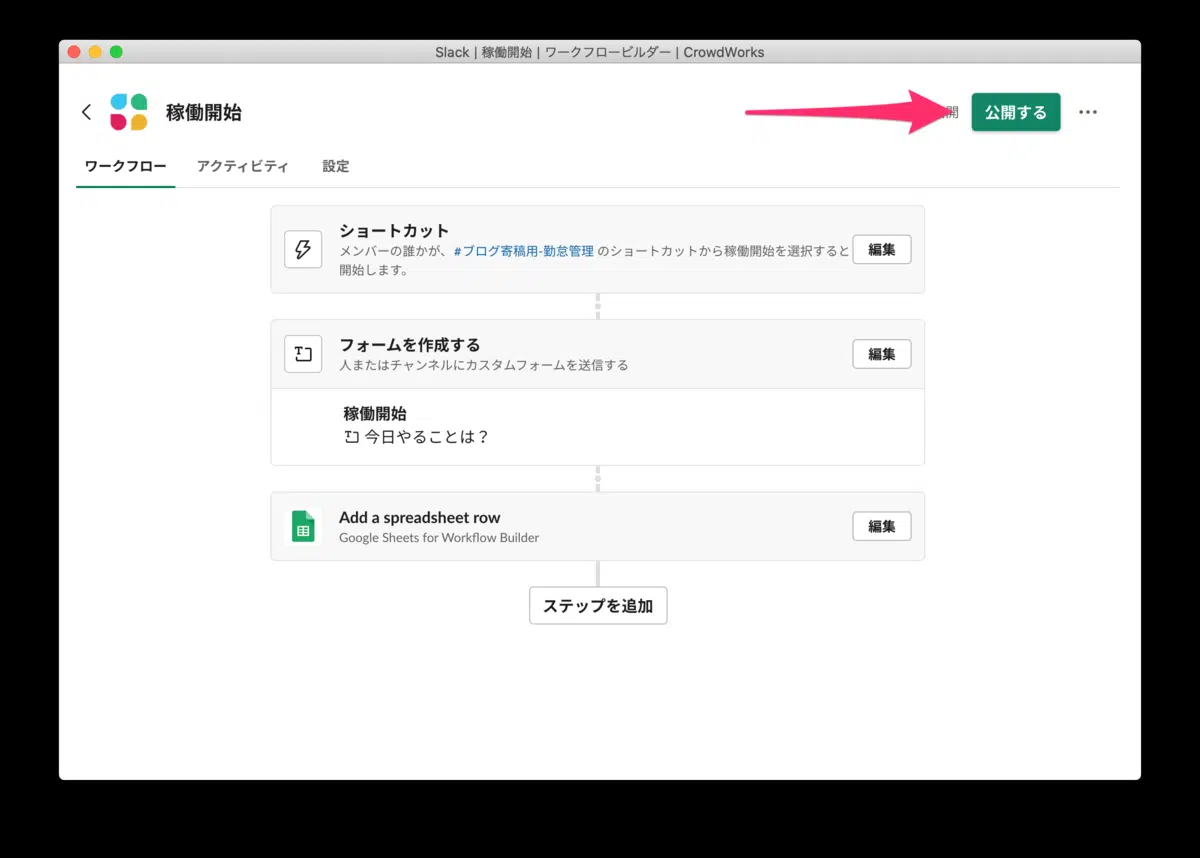 Slack | 稼働開始 | ワークフロービルダー | CrowdWorks
稼働開始
開
公開する
ワークフロー アクティビティ 設定
ショートカット
メンバーの誰かが、#ブログ寄稿用-勤怠管理 のショートカットから稼働開始を選択すると
開始します。
編集
フォームを作成する
人またはチャンネルにカスタムフォームを送信する
編集
稼働開始
今日やることは？
Add a spreadsheet row
Google Sheets for Workflow Builder
編集
ステップを追加